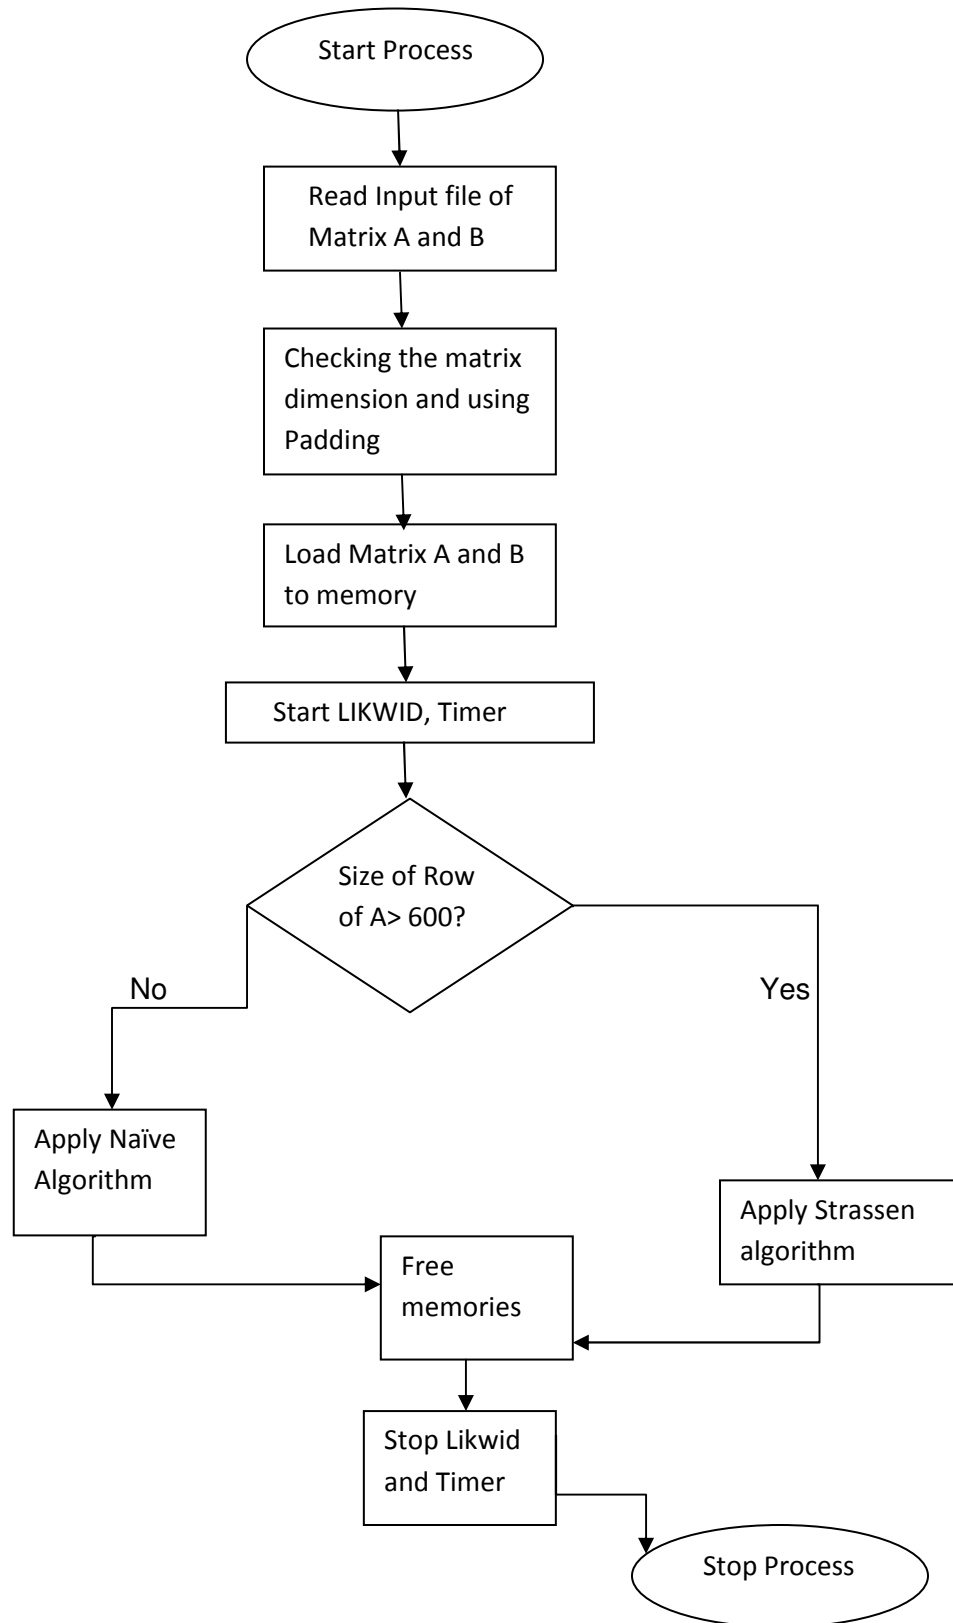 Start Process
Read Input file of
Matrix A and B
Checking the matrix
dimension and using
Padding
Load Matrix A and B
to memory
Start LIKWID, Timer
Size of Row
of A> 600?
No
Yes
Apply Naïve
Algorithm
Apply Strassen
algorithm
Free
memories
Stop Likwid
and Timer
Stop Process